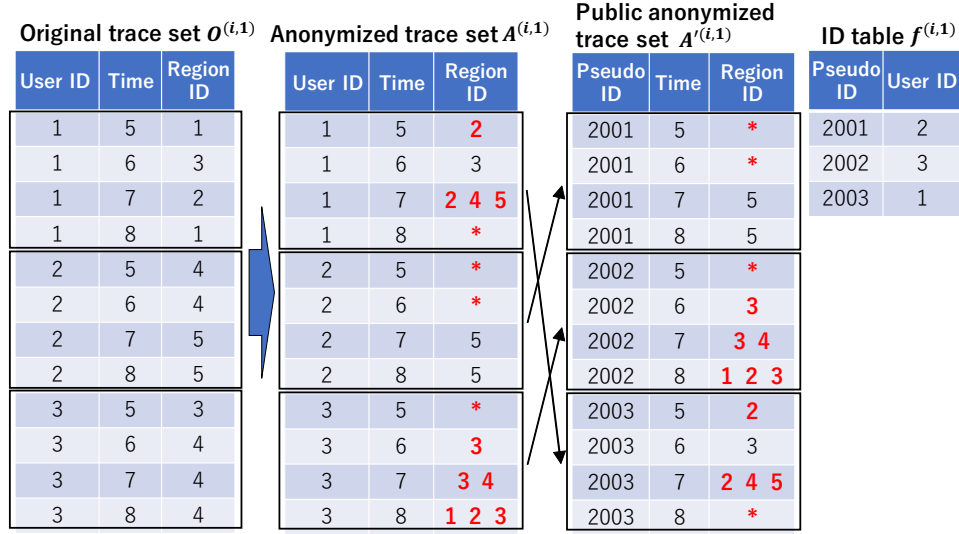 Original trace set O^(i,1)
User ID Time Region ID
1 5 1
1 6 3
1 7 2
1 8 1
2 5 4
2 6 4
2 7 5
2 8 5
3 5 3
3 6 4
3 7 4
3 8 4
Anonymized trace set A^(i,1)
User ID Time Region ID
1 5 2
1 6 3
1 7 2 4 5
1 8 *
2 5 *
2 6 *
2 7 5
2 8 5
3 5 *
3 6 3
3 7 3 4
3 8 1 2 3
Public anonymized
trace set A'^(i,1)
Pseudo ID Time Region ID
2001 5 *
2001 6 *
2001 7 5
2001 8 5
2002 5 *
2002 6 3
2002 7 3 4
2002 8 1 2 3
2003 5 2
2003 6 3
2003 7 2 4 5
2003 8 *
ID table f^(i,1)
Pseudo ID User ID
2001 2
2002 3
2003 1